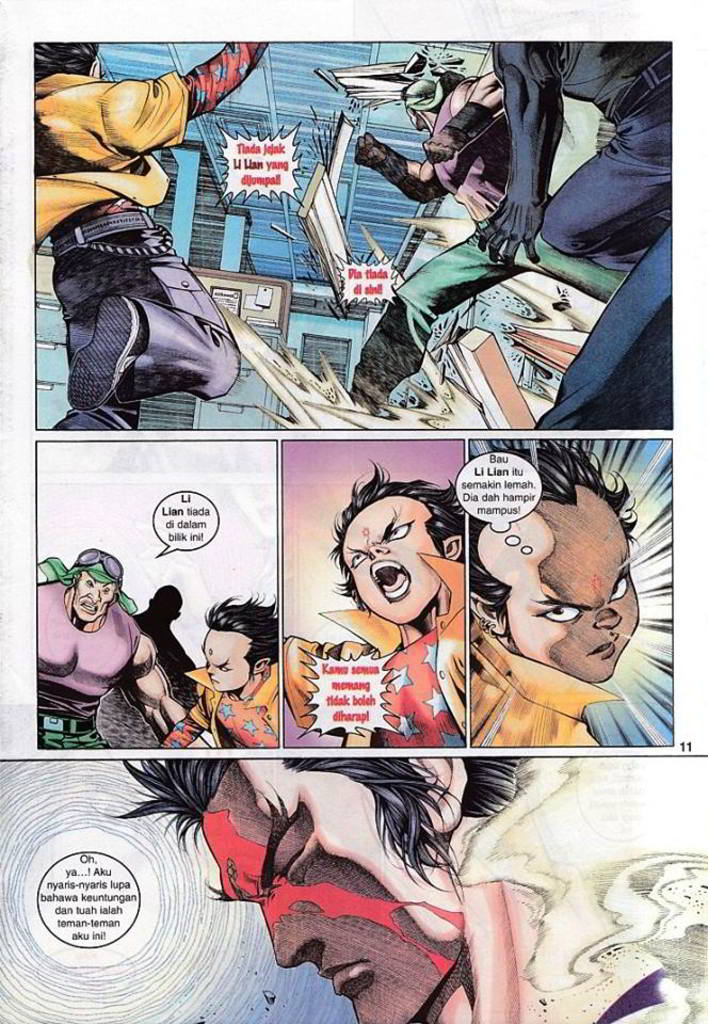 Tiada jejak
Li Lian yang
dijumpai!
Dia tiada
di sini!
Li
Lian tiada
di dalam
bilik ini!
Kamu semua
memang
tidak boleh
diharap!
Bau
Li Lian itu
semakin lemah.
Dia dah hampir
mampus!
11
Oh,
ya...! Aku
nyaris-nyaris lupa
bahawa keuntungan
dan tuah ialah
teman-teman
aku ini!